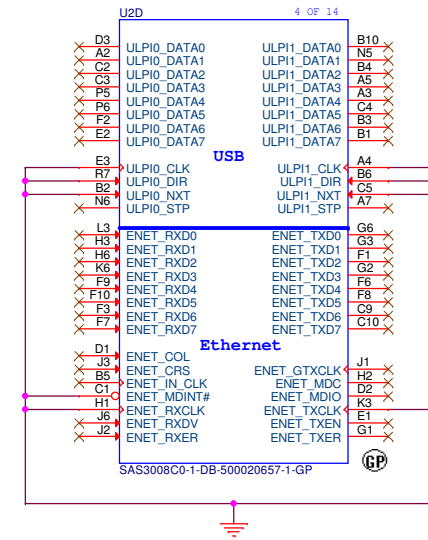 U2D 4 OF 14
D3 ULPI0_DATA0 ULPI1_DATA0 B10
A2 ULPI0_DATA1 ULPI1_DATA1 N5
C2 ULPI0_DATA2 ULPI1_DATA2 B4
C3 ULPI0_DATA3 ULPI1_DATA3 A5
P5 ULPI0_DATA4 ULPI1_DATA4 A3
P6 ULPI0_DATA5 ULPI1_DATA5 C4
F2 ULPI0_DATA6 ULPI1_DATA6 B3
E2 ULPI0_DATA7 ULPI1_DATA7 B1
USB
E3 ULPI0_CLK ULPI1_CLK A4
R7 ULPI0_DIR ULPI1_DIR B6
B2 ULPI0_NXT ULPI1_NXT C5
N6 ULPI0_STP ULPI1_STP A7
L3 ENET_RXD0 ENET_TXD0 G6
H3 ENET_RXD1 ENET_TXD1 G3
H6 ENET_RXD2 ENET_TXD2 F1
K6 ENET_RXD3 ENET_TXD3 G2
F9 ENET_RXD4 ENET_TXD4 F6
F10 ENET_RXD5 ENET_TXD5 F8
F3 ENET_RXD6 ENET_TXD6 C9
F7 ENET_RXD7 ENET_TXD7 C10
Ethernet
D1 ENET_COL
J3 ENET_CRS ENET_GTXCLK J1
B5 ENET_IN_CLK ENET_MDC H2
C1 ENET_MDINT# ENET_MDIO D2
H1 ENET_RXCLK ENET_TXCLK K3
J6 ENET_RXDV ENET_TXEN E1
J2 ENET_RXER ENET_TXER G1
SAS3008C0-1-DB-500020657-1-GP
GP